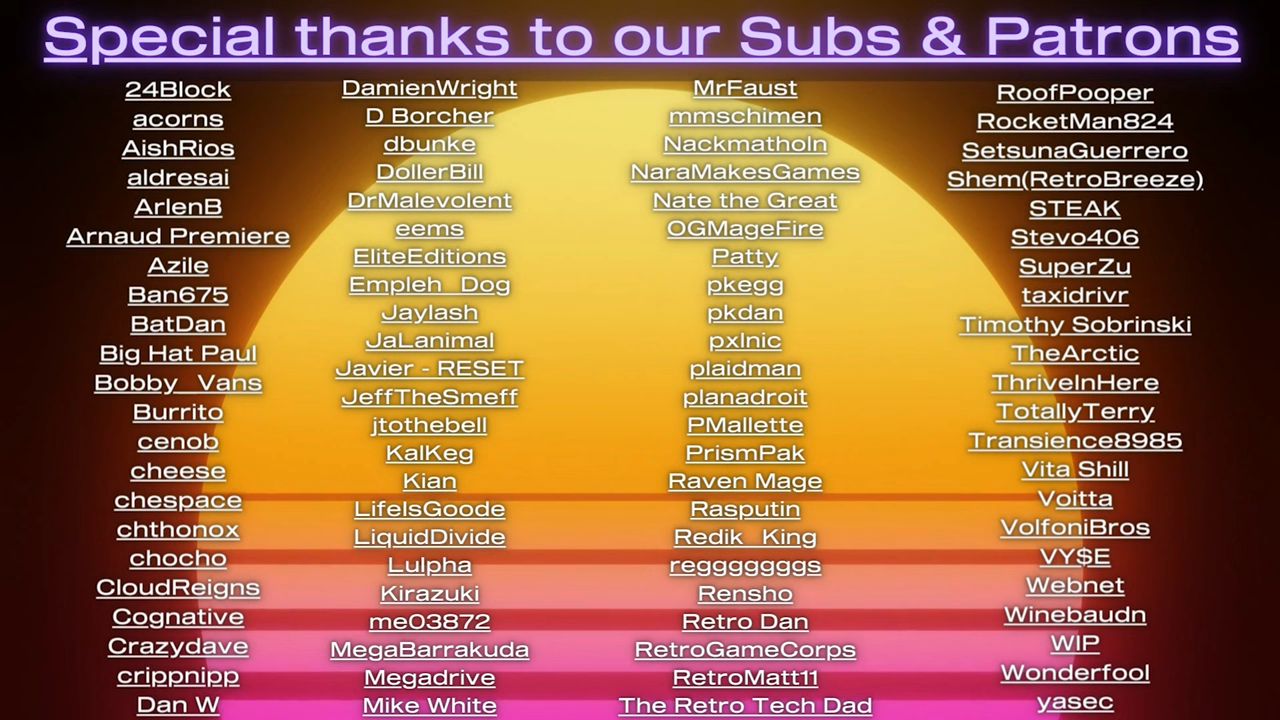 Special thanks to our Subs & Patrons
24Block
acorns
AishRios
aldresai
ArlenB
Arnaud Premiere
Azile
Ban675
BatDan
Big Hat Paul
Bobby_Vans
Burrito
cenob
cheese
chespace
chthonox
chocho
CloudReigns
Cognative
Crazydave
crippnipp
Dan W
DamienWright
D Borcher
dbunke
DollerBill
DrMalevolent
eems
EliteEditions
Empleh_Dog
Jaylash
JaLanimal
Javier - RESET
JeffTheSmeff
jtothebell
KalKeg
Kian
LifeIsGoode
LiquidDivide
Lulpha
Kirazuki
me03872
MegaBarrakuda
Megadrive
Mike White
MrFaust
mmschimen
Nackmatholn
NaraMakesGames
Nate the Great
OGMageFire
Patty
pkegg
pkdan
pxlnic
plaidman
planadroit
PMallette
PrismPak
Raven Mage
Rasputin
Redik_King
regggggggs
Rensho
Retro Dan
RetroGameCorps
RetroMatt11
The Retro Tech Dad
RoofPooper
RocketMan824
SetsunaGuerrero
Shem(RetroBreeze)
STEAK
Stevo406
SuperZu
taxidrivr
Timothy Sobrinski
TheArctic
ThriveInHere
TotallyTerry
Transience8985
Vita Shill
Voitta
VolfoniBros
VY$E
Webnet
Winebaudn
WIP
Wonderfool
yasec